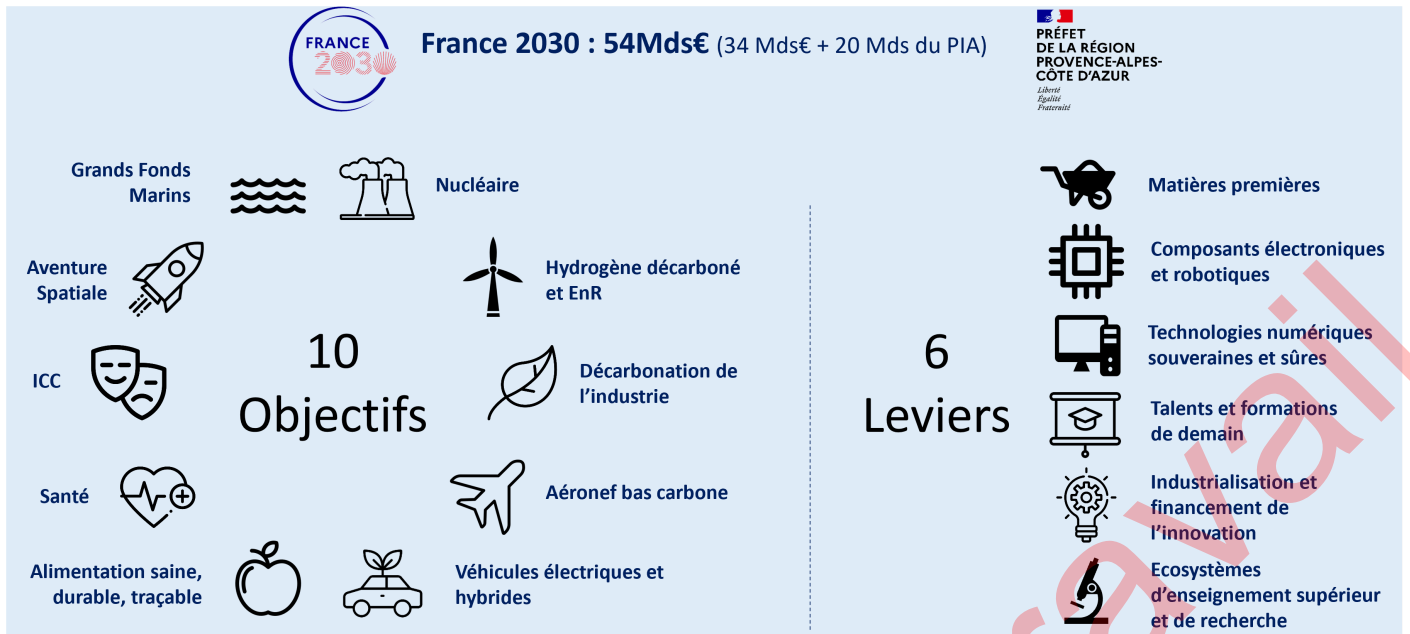 FRANCE
2030
France 2030 : 54Mds€ (34 Mds€ + 20 Mds du PIA)
PRÉFET
DE LA RÉGION
PROVENCE-ALPES-
CÔTE D'AZUR
Liberté
Égalité
Fraternité
Grands Fonds
Marins
Nucléaire
Aventure
Spatiale
Hydrogène décarboné
et EnR
ICC
10
Objectifs
Décarbonation de
l'industrie
Santé
Aéronef bas carbone
Alimentation saine,
durable, traçable
Véhicules électriques et
hybrides
6
Leviers
Matières premières
Composants électroniques
et robotiques
Technologies numériques
souveraines et sûres
Talents et formations
de demain
Industrialisation et
financement de
l'innovation
Ecosystèmes
d'enseignement supérieur
et de recherche
avail